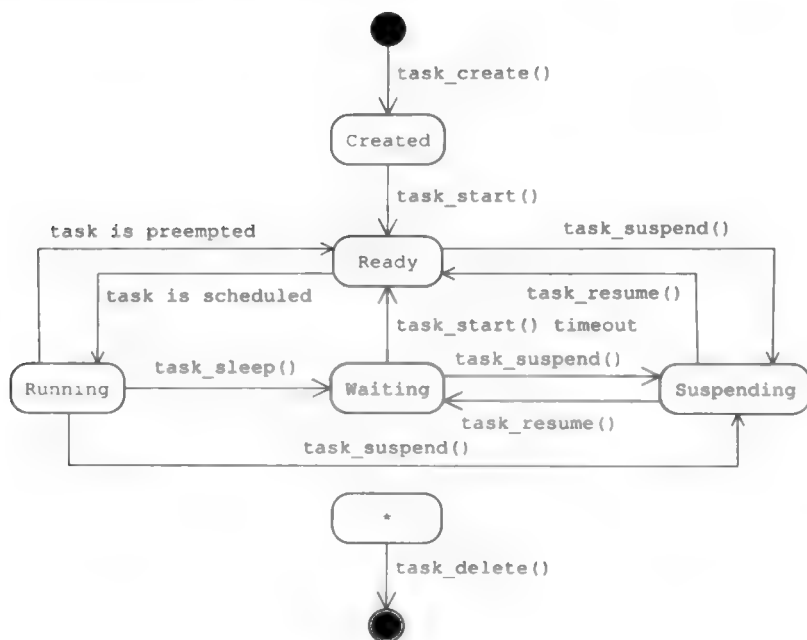 task_create()
Created
task_start()
task is preempted
task_suspend()
Ready
task is scheduled
task_resume()
task_start() timeout
task_sleep()
task_suspend()
Running
Waiting
Suspending
task_resume()
task_suspend()
*
task_delete()